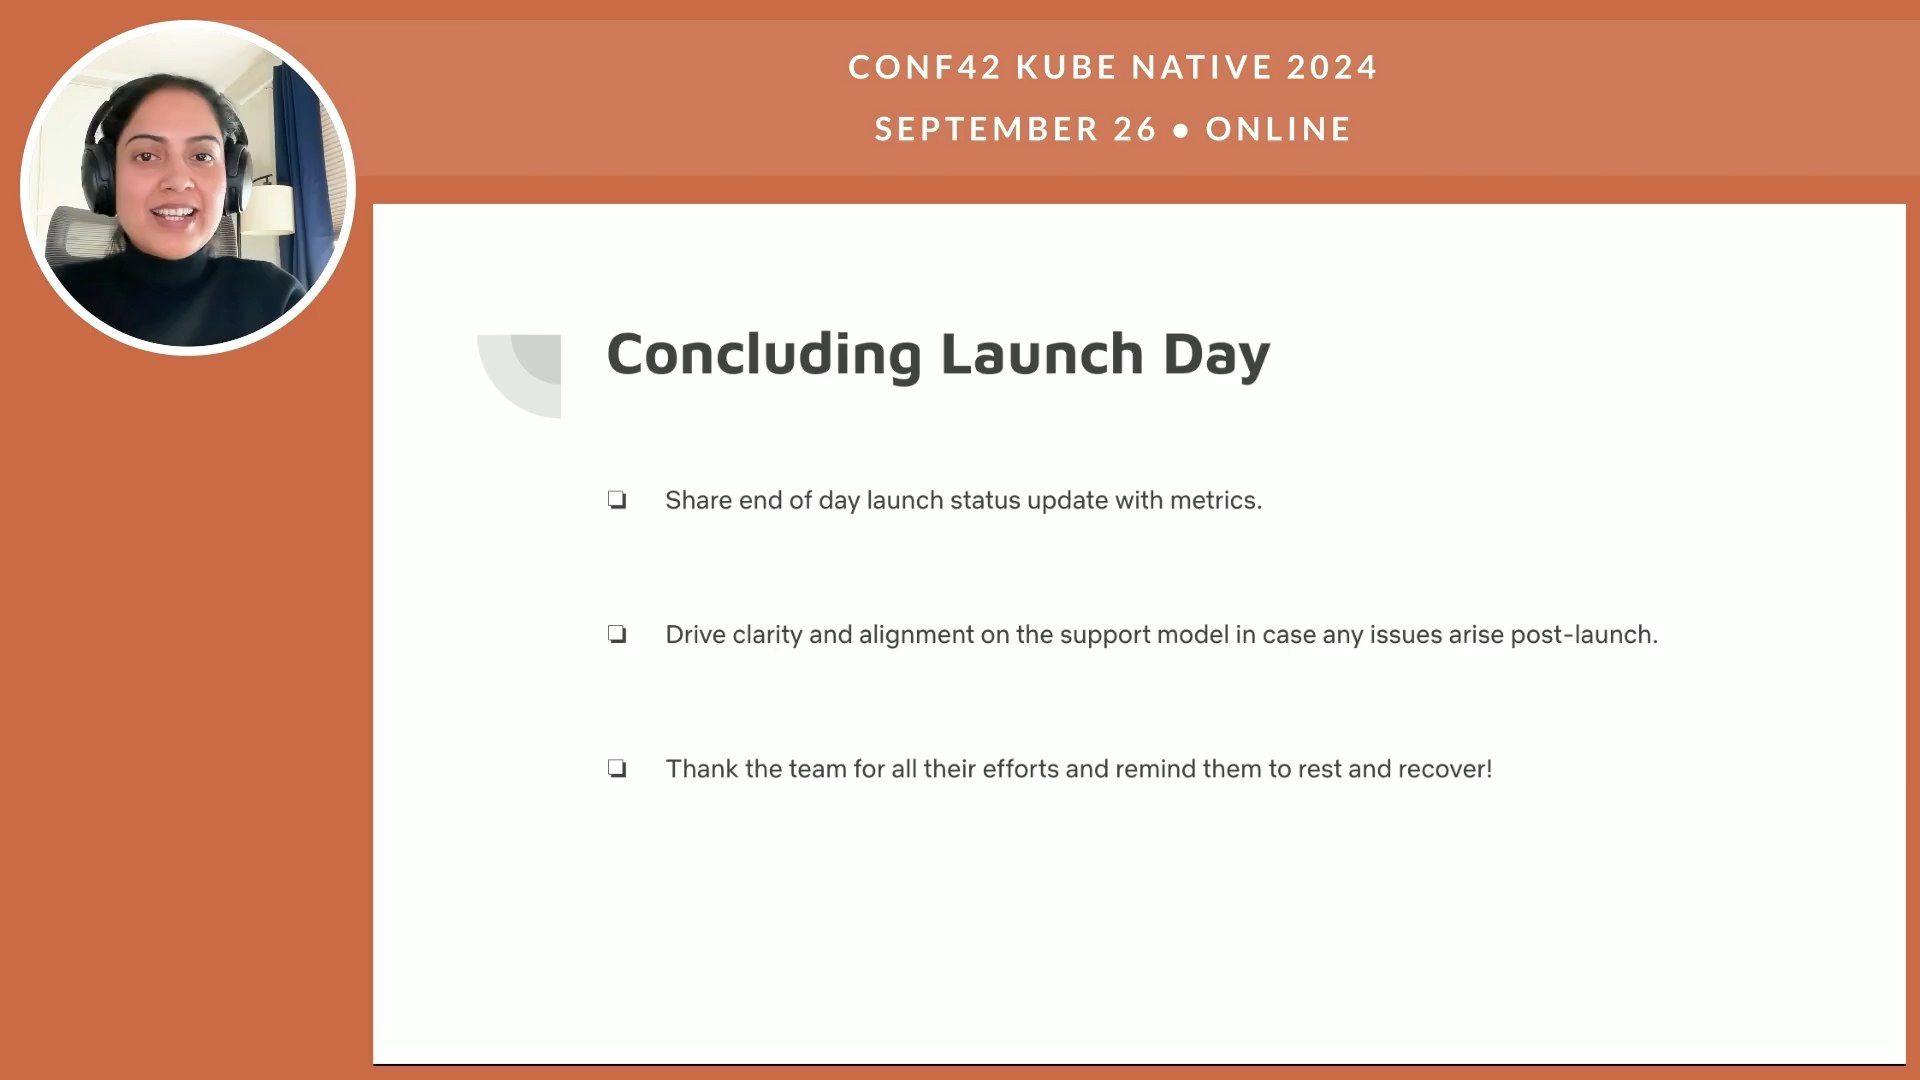 CONF42 KUBE NATIVE 2024
SEPTEMBER 26 • ONLINE
Concluding Launch Day
❏ Share end of day launch status update with metrics.
❏ Drive clarity and alignment on the support model in case any issues arise post-launch.
❏ Thank the team for all their efforts and remind them to rest and recover!